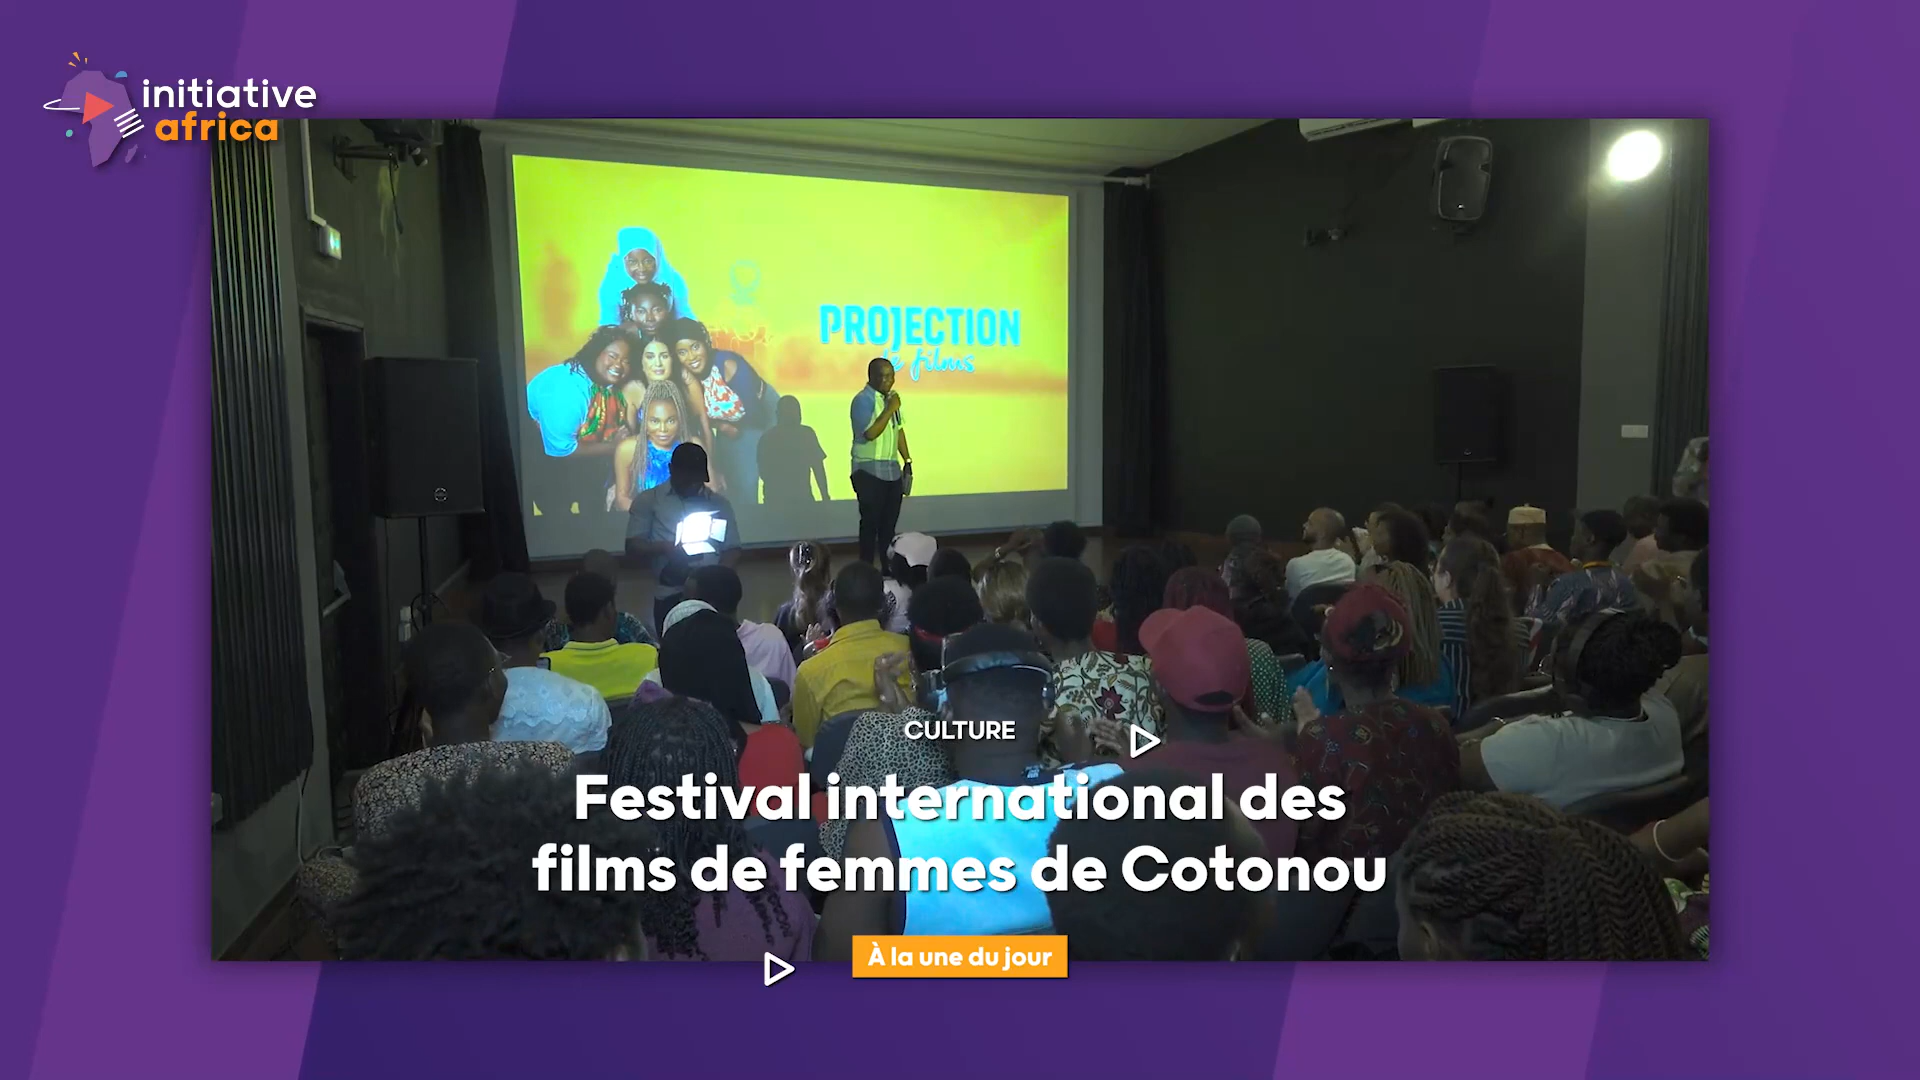 initiative
africa
PROJECTION
de films
CULTURE
Festival international des
films de femmes de Cotonou
À la une du jour